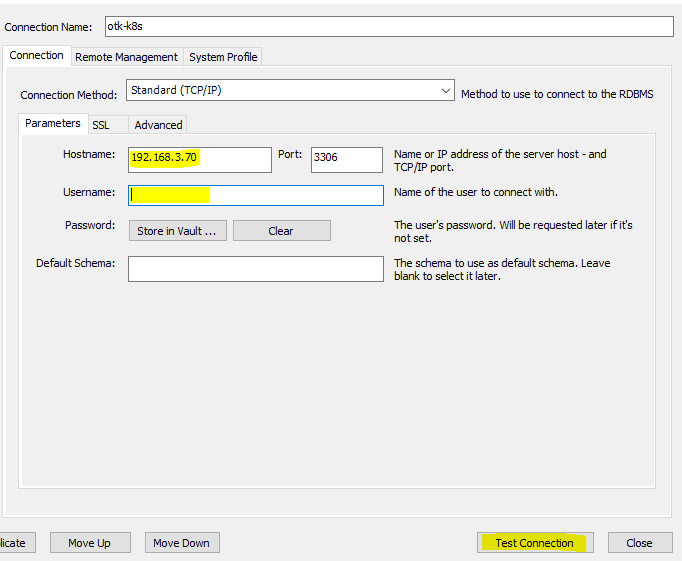 Connection Name: otk-k8s
Connection Remote Management System Profile
Connection Method: Standard (TCP/IP) Method to use to connect to the RDBMS
Parameters SSL Advanced
Hostname: 192.168.3.70 Port: 3306 Name or IP address of the server host - and
TCP/IP port.
Username: Name of the user to connect with.
Password: Store in Vault ... Clear The user's password. Will be requested later if it's
not set.
Default Schema: The schema to use as default schema. Leave
blank to select it later.
licate Move Up Move Down Test Connection Close